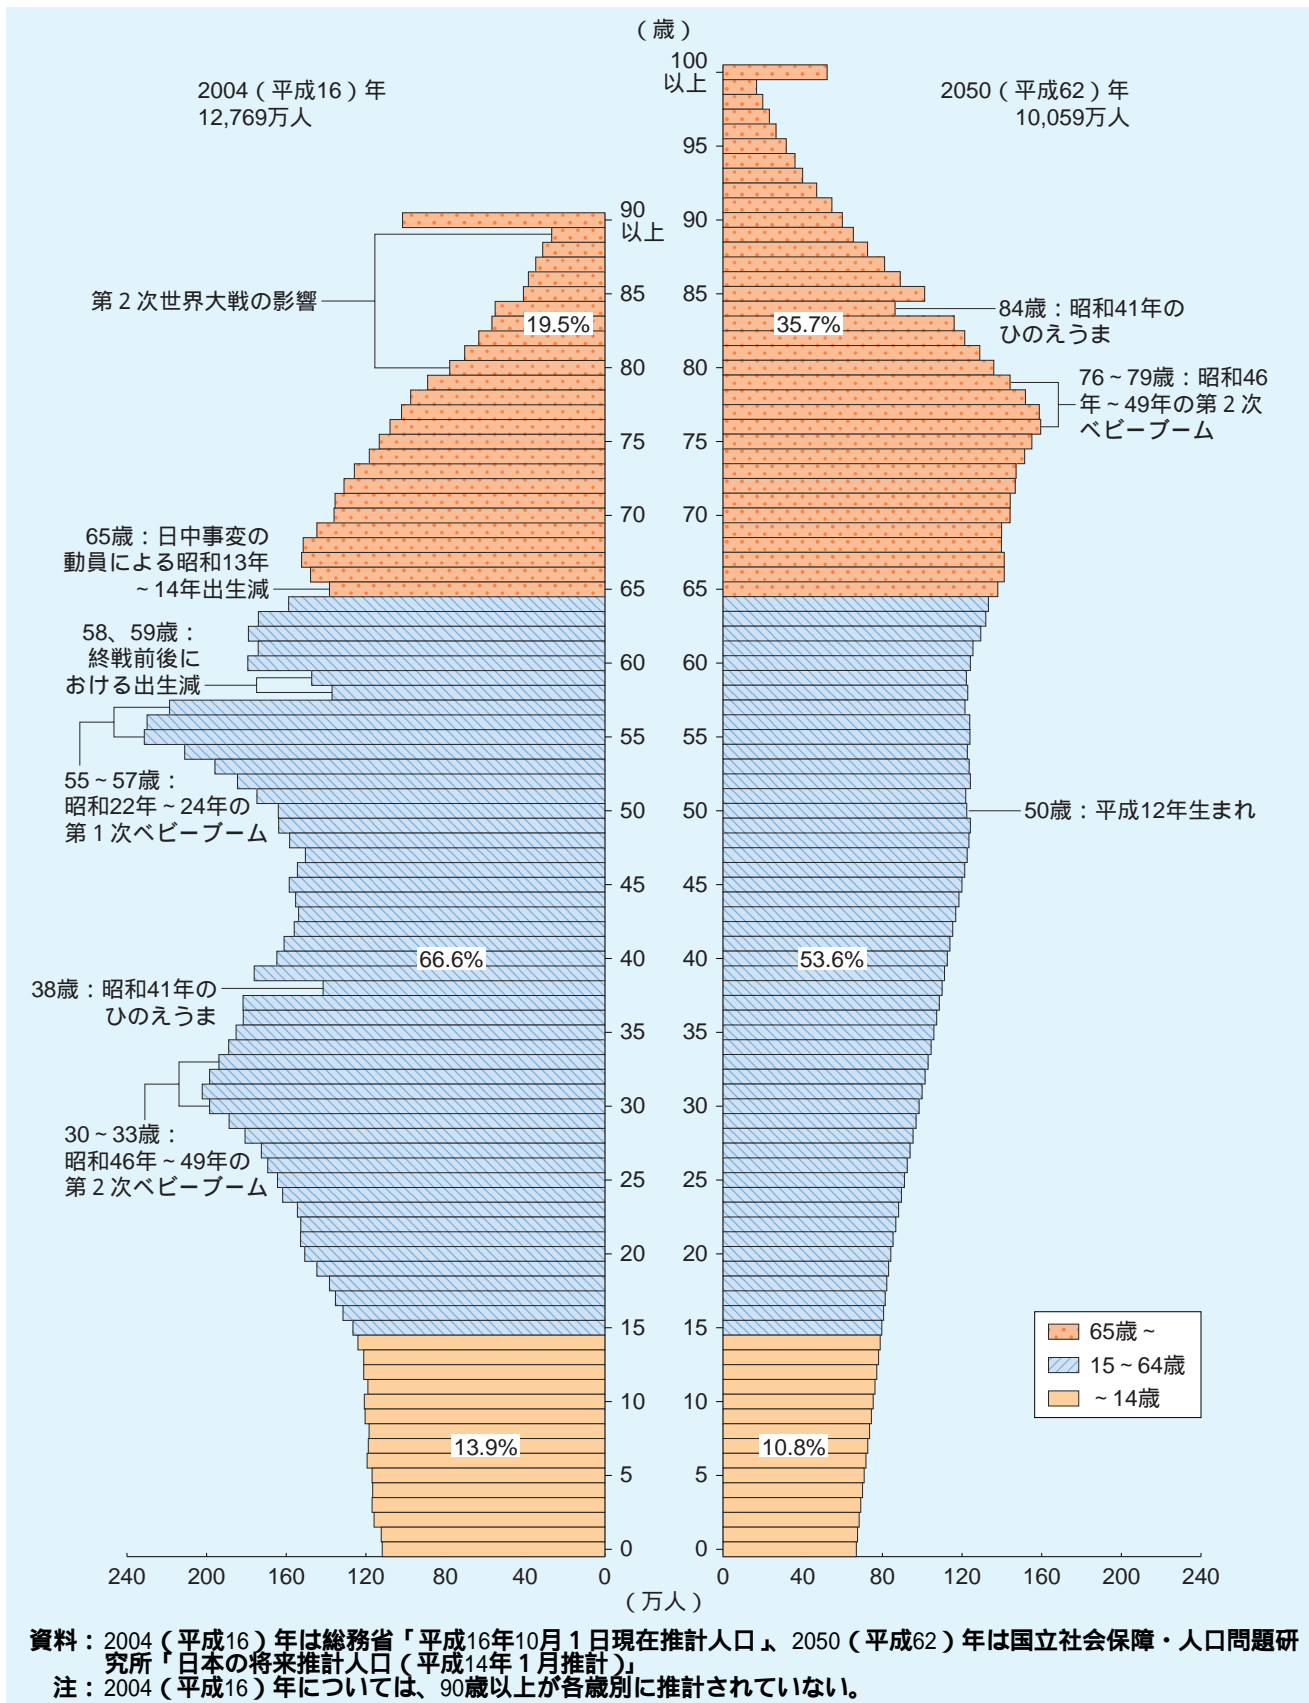 （歳）
2004（平成16）年
12,769万人
2050（平成62）年
10,059万人
100
以上
95
90
以上
90
85
85
80
80
75
75
70
70
65
65
60
60
55
55
50
50
45
45
40
40
35
35
30
30
25
25
20
20
15
15
10
10
5
5
0
0
第２次世界大戦の影響
19.5%
65歳：日中事変の
動員による昭和13年
～14年出生減
58、59歳：
終戦前後に
おける出生減
55～57歳：
昭和22年～24年の
第１次ベビーブーム
66.6%
38歳：昭和41年の
ひのえうま
30～33歳：
昭和46年～49年の
第２次ベビーブーム
13.9%
35.7%
84歳：昭和41年の
ひのえうま
76～79歳：昭和46
年～49年の第２次
ベビーブーム
50歳：平成12年生まれ
53.6%
10.8%
65歳～
15～64歳
～14歳
240 200 160 120 80 40 0
0 40 80 120 160 200 240
（万人）
資料：2004（平成16）年は総務省「平成16年10月１日現在推計人口」、2050（平成62）年は国立社会保障・人口問題研
究所「日本の将来推計人口（平成14年１月推計）」
注：2004（平成16）年については、90歳以上が各歳別に推計されていない。